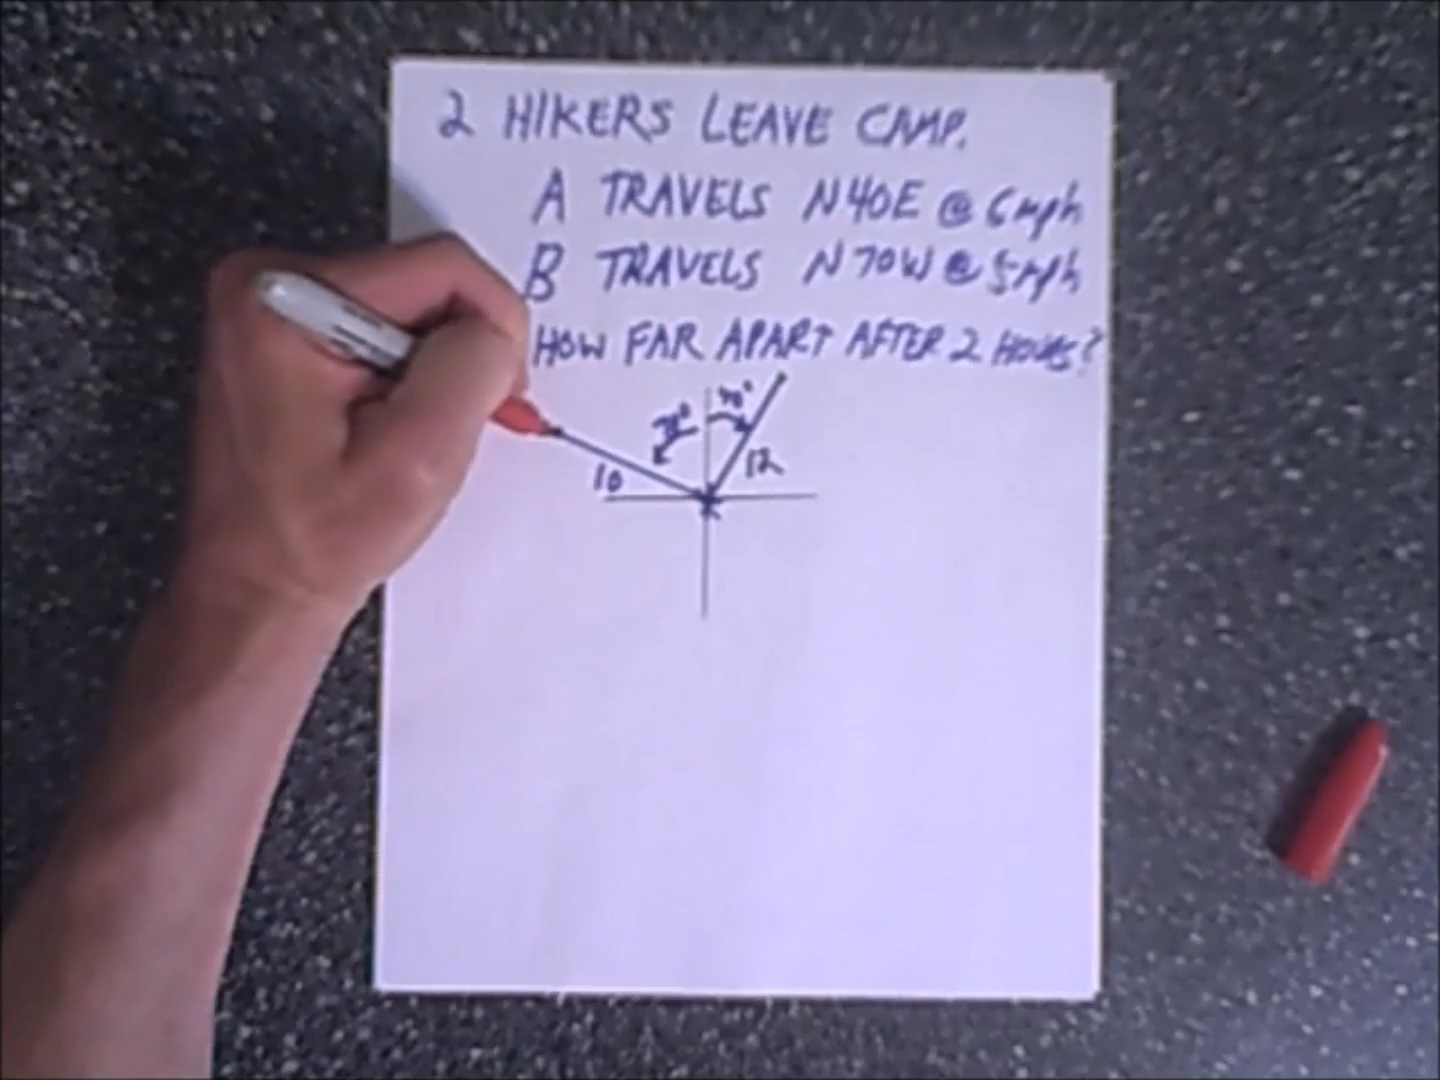 2 HIKERS LEAVE CAMP.
A TRAVELS N40E @ 6mph
B TRAVELS N70W @ 5mph
HOW FAR APART AFTER 2 HOURS?
70° 40°
10 12